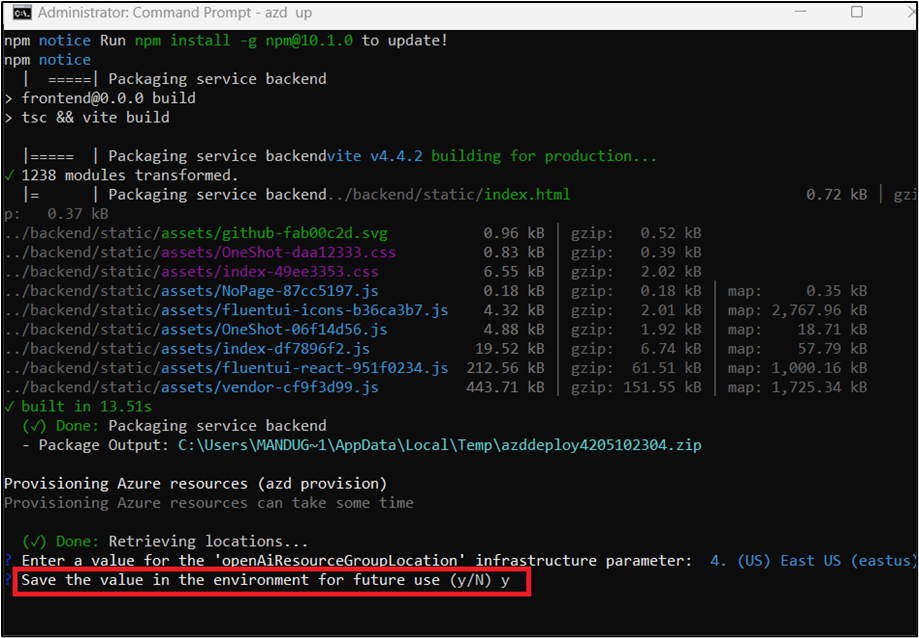 Administrator: Command Prompt - azd up
npm notice Run npm install -g npm@10.1.0 to update!
npm notice
| =====| Packaging service backend
> frontend@0.0.0 build
> tsc && vite build
|===== | Packaging service backendvite v4.4.2 building for production...
✓ 1238 modules transformed.
|= | Packaging service backend../backend/static/index.html 0.72 kB │ gzi
p: 0.37 kB
../backend/static/assets/github-fab00c2d.svg 0.96 kB │ gzip: 0.52 kB
../backend/static/assets/OneShot-daa12333.css 0.83 kB │ gzip: 0.39 kB
../backend/static/assets/index-49ee3353.css 6.55 kB │ gzip: 2.02 kB
../backend/static/assets/NoPage-87cc5197.js 0.18 kB │ gzip: 0.18 kB │ map: 0.35 kB
../backend/static/assets/fluentui-icons-b36ca3b7.js 4.32 kB │ gzip: 2.01 kB │ map: 2,767.96 kB
../backend/static/assets/OneShot-06f14d56.js 4.88 kB │ gzip: 1.92 kB │ map: 18.71 kB
../backend/static/assets/index-df7896f2.js 19.52 kB │ gzip: 6.74 kB │ map: 57.79 kB
../backend/static/assets/fluentui-react-951f0234.js 212.56 kB │ gzip: 61.51 kB │ map: 1,000.16 kB
../backend/static/assets/vendor-cf9f3d99.js 443.71 kB │ gzip: 151.55 kB │ map: 1,725.34 kB
✓ built in 13.51s
(✓) Done: Packaging service backend
- Package Output: C:\Users\MANDUG~1\AppData\Local\Temp\azddeploy4205102304.zip
Provisioning Azure resources (azd provision)
Provisioning Azure resources can take some time
(✓) Done: Retrieving locations...
? Enter a value for the 'openAiResourceGroupLocation' infrastructure parameter: 4. (US) East US (eastus)
? Save the value in the environment for future use (y/N) y